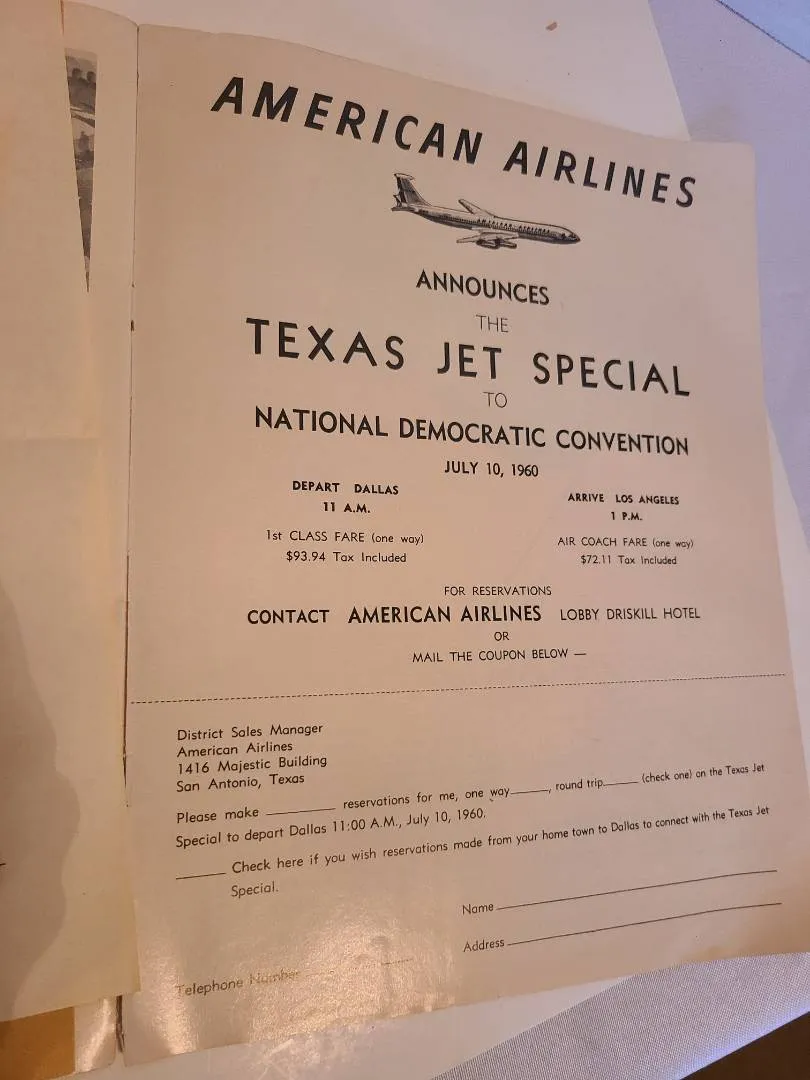 AMERICAN AIRLINES
ANNOUNCES
THE
TEXAS JET SPECIAL
TO
NATIONAL DEMOCRATIC CONVENTION
JULY 10, 1960
DEPART DALLAS
11 A.M.
1st CLASS FARE (one way)
$93.94 Tax Included
ARRIVE LOS ANGELES
1 P.M.
AIR COACH FARE (one way)
$72.11 Tax Included
FOR RESERVATIONS
CONTACT AMERICAN AIRLINES LOBBY DRISKILL HOTEL
OR
MAIL THE COUPON BELOW —
District Sales Manager
American Airlines
1416 Majestic Building
San Antonio, Texas
Please make ________ reservations for me, one way_____, round trip_____ (check one) on the Texas Jet
Special to depart Dallas 11:00 A.M., July 10, 1960.
_____ Check here if you wish reservations made from your home town to Dallas to connect with the Texas Jet
Special.
Name
Address
Telephone Number